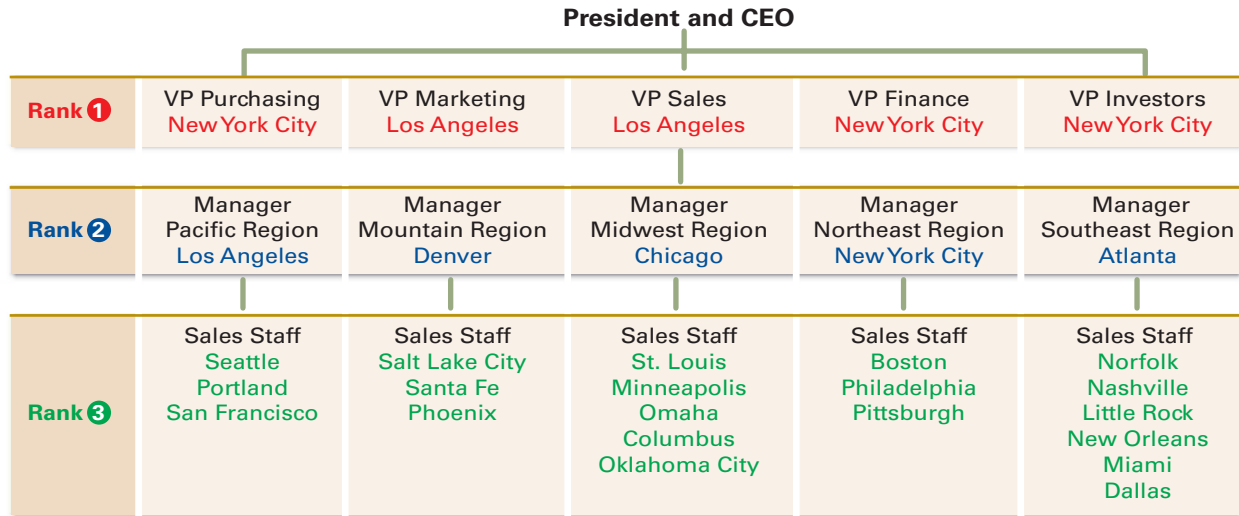 President and CEO
Rank 1
VP Purchasing
New York City
VP Marketing
Los Angeles
VP Sales
Los Angeles
VP Finance
New York City
VP Investors
New York City
Rank 2
Manager
Pacific Region
Los Angeles
Manager
Mountain Region
Denver
Manager
Midwest Region
Chicago
Manager
Northeast Region
New York City
Manager
Southeast Region
Atlanta
Rank 3
Sales Staff
Seattle
Portland
San Francisco
Sales Staff
Salt Lake City
Santa Fe
Phoenix
Sales Staff
St. Louis
Minneapolis
Omaha
Columbus
Oklahoma City
Sales Staff
Boston
Philadelphia
Pittsburgh
Sales Staff
Norfolk
Nashville
Little Rock
New Orleans
Miami
Dallas